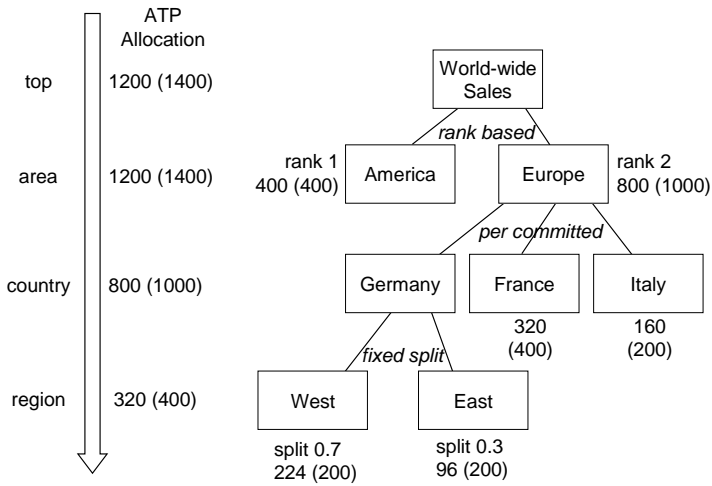 ATP
Allocation
top
1200 (1400)
World-wide
Sales
rank based
area
1200 (1400)
rank 1
400 (400)
America
Europe
rank 2
800 (1000)
per committed
country
800 (1000)
Germany
France
Italy
320
(400)
160
(200)
fixed split
region
320 (400)
West
East
split 0.7
224 (200)
split 0.3
96 (200)